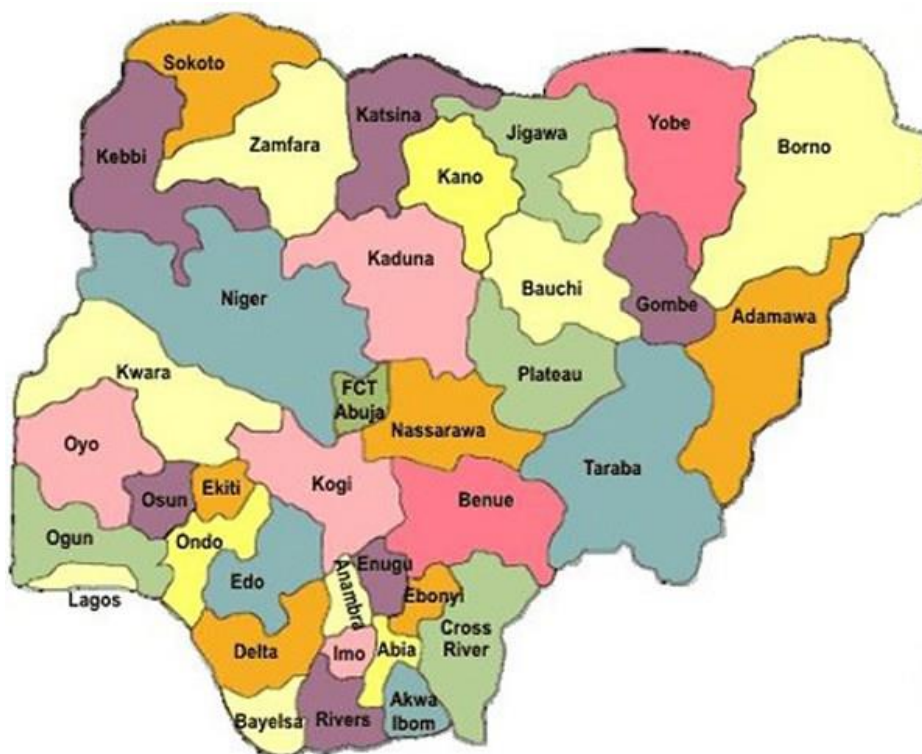 Sokoto
Katsina
Jigawa
Yobe
Borno
Kebbi
Zamfara
Kano
Kaduna
Bauchi
Niger
Gombe
Adamawa
Kwara
FCT
Abuja
Plateau
Nassarawa
Oyo
Taraba
Osun
Ekiti
Kogi
Benue
Ogun
Ondo
Edo
Enugu
Anambra
Ebonyi
Lagos
Cross
River
Delta
Imo
Abia
Akwa
Ibom
Bayelsa
Rivers